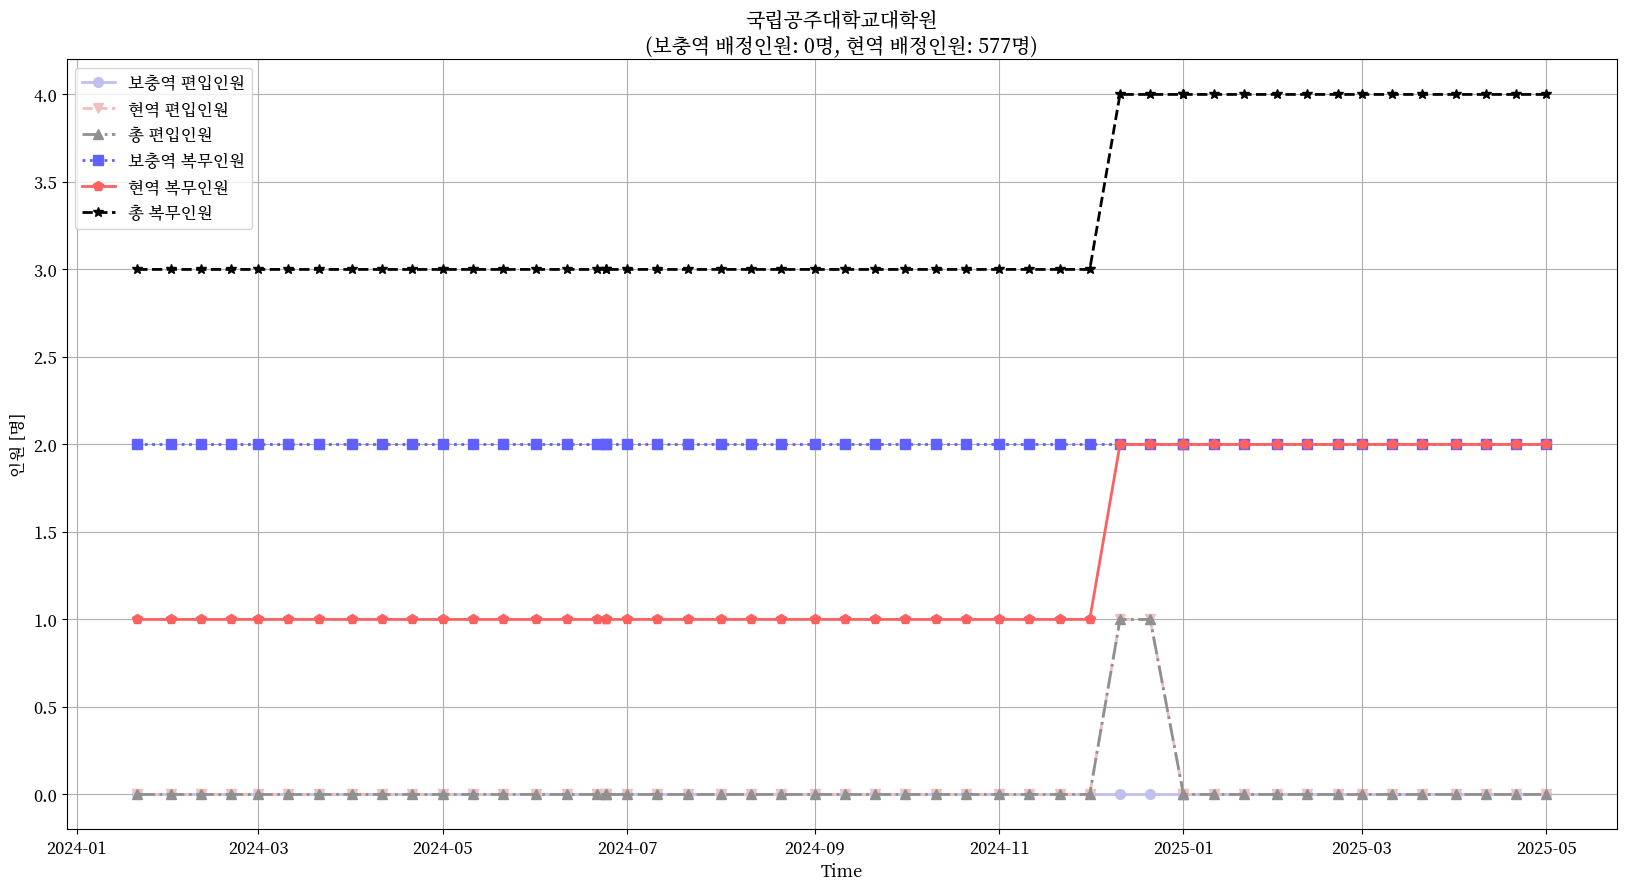 국립공주대학교대학원
(보충역 배정인원: 0명, 현역 배정인원: 577명)
보충역 편입인원
현역 편입인원
총 편입인원
보충역 복무인원
현역 복무인원
총 복무인원
4.0
3.5
3.0
2.5
2.0
1.5
1.0
0.5
0.0
인원 [명]
2024-01 2024-03 2024-05 2024-07 2024-09 2024-11 2025-01 2025-03 2025-05
Time